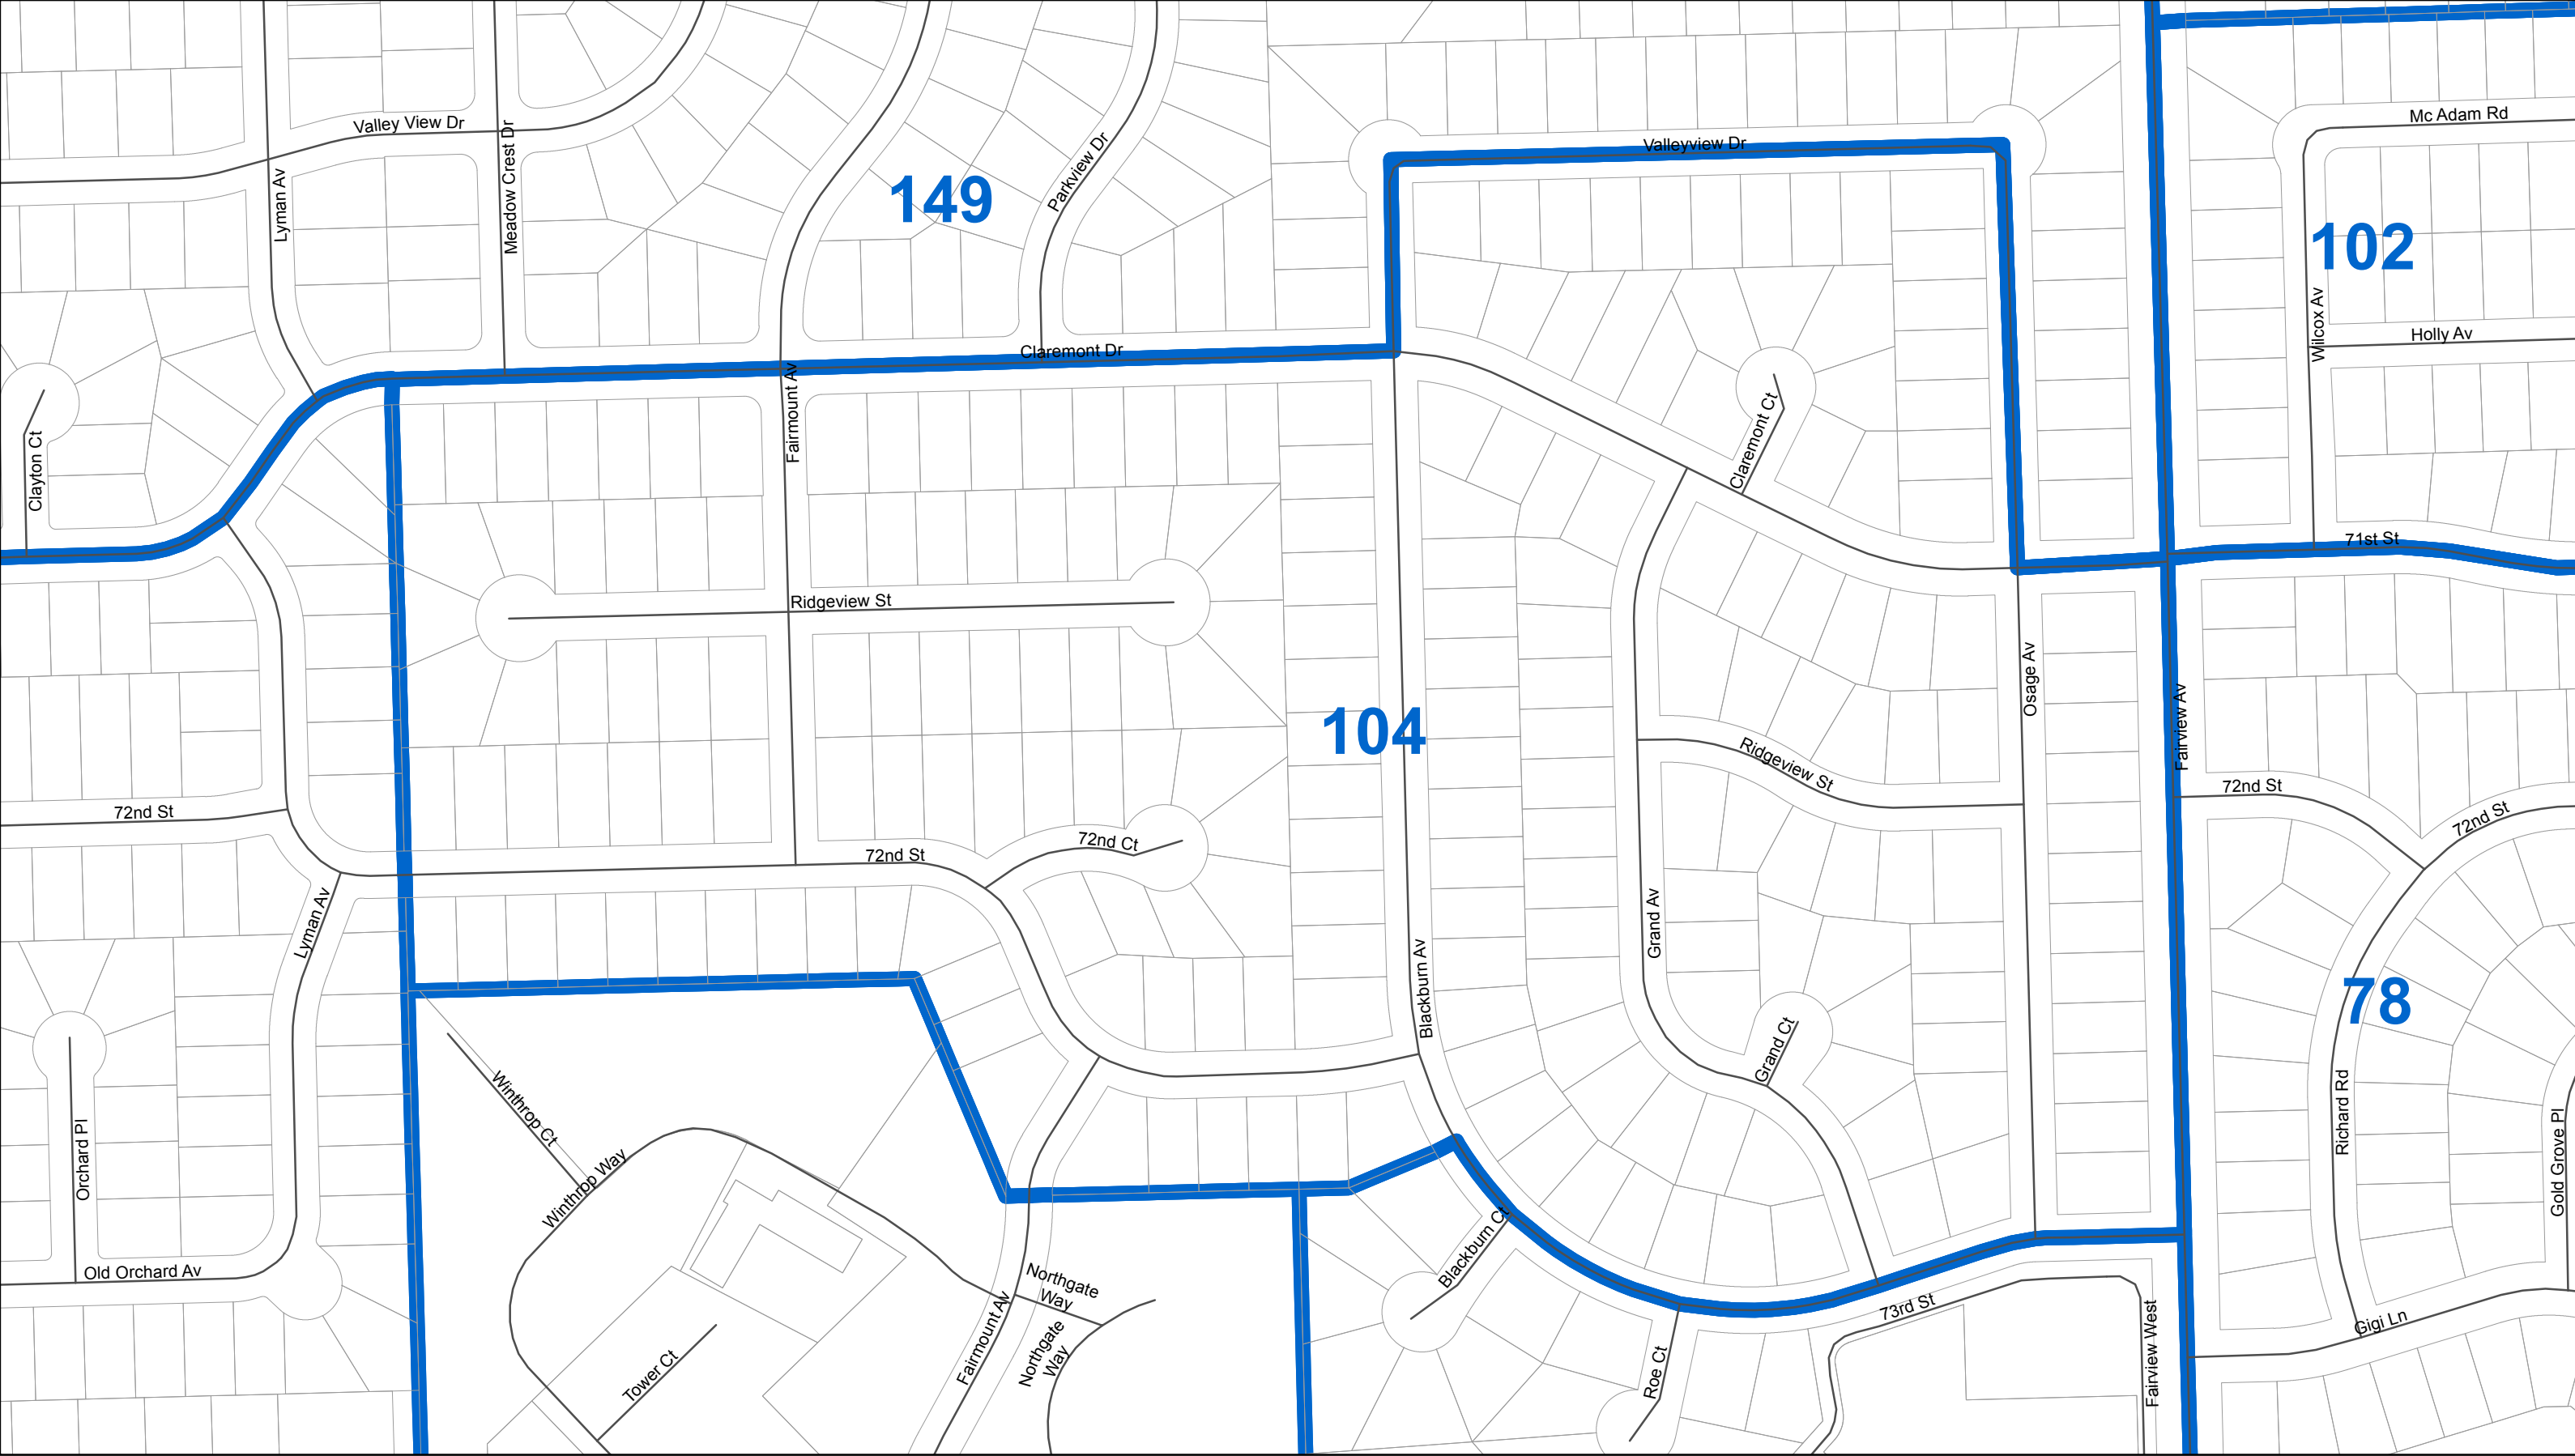 Mc Adam Rd
Valley View Dr
Meadow Crest Dr
Valleyview Dr
Parkview Dr
149
Lyman Av
102
Wilcox Av
Holly Av
Claremont Dr
Fairmount Av
Claremont Ct
Clayton Ct
71st St
Ridgeview St
Osage Av
Fairview Av
104
Ridgeview St
72nd St
72nd St
72nd St
72nd Ct
72nd St
Lyman Av
Grand Av
Blackburn Av
78
Grand Ct
Winthrop Ct
Richard Rd
Orchard Pl
Gold Grove Pl
Winthrop Way
Blackburn Ct
Old Orchard Av
Northgate
Way
73rd St
Gigi Ln
Fairmount Av
Northgate
Way
Fairview West
Tower Ct
Roe Ct